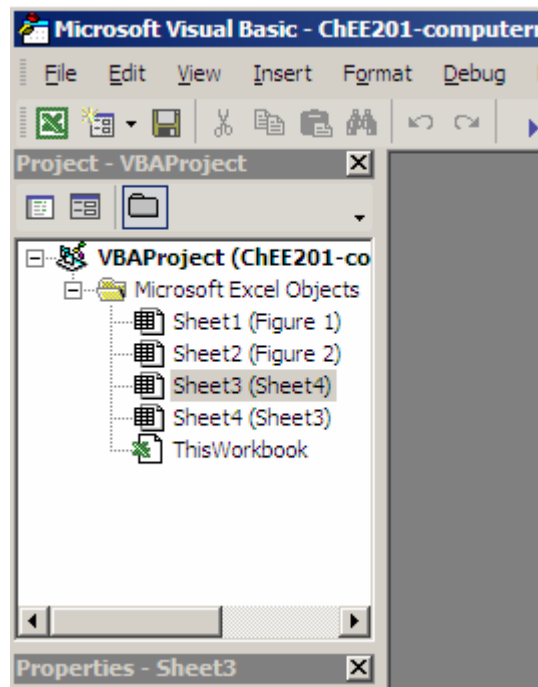 Microsoft Visual Basic - ChEE201-computer
File Edit View Insert Format Debug
Project - VBAProject
VBAProject (ChEE201-co
Microsoft Excel Objects
Sheet1 (Figure 1)
Sheet2 (Figure 2)
Sheet3 (Sheet4)
Sheet4 (Sheet3)
ThisWorkbook
Properties - Sheet3